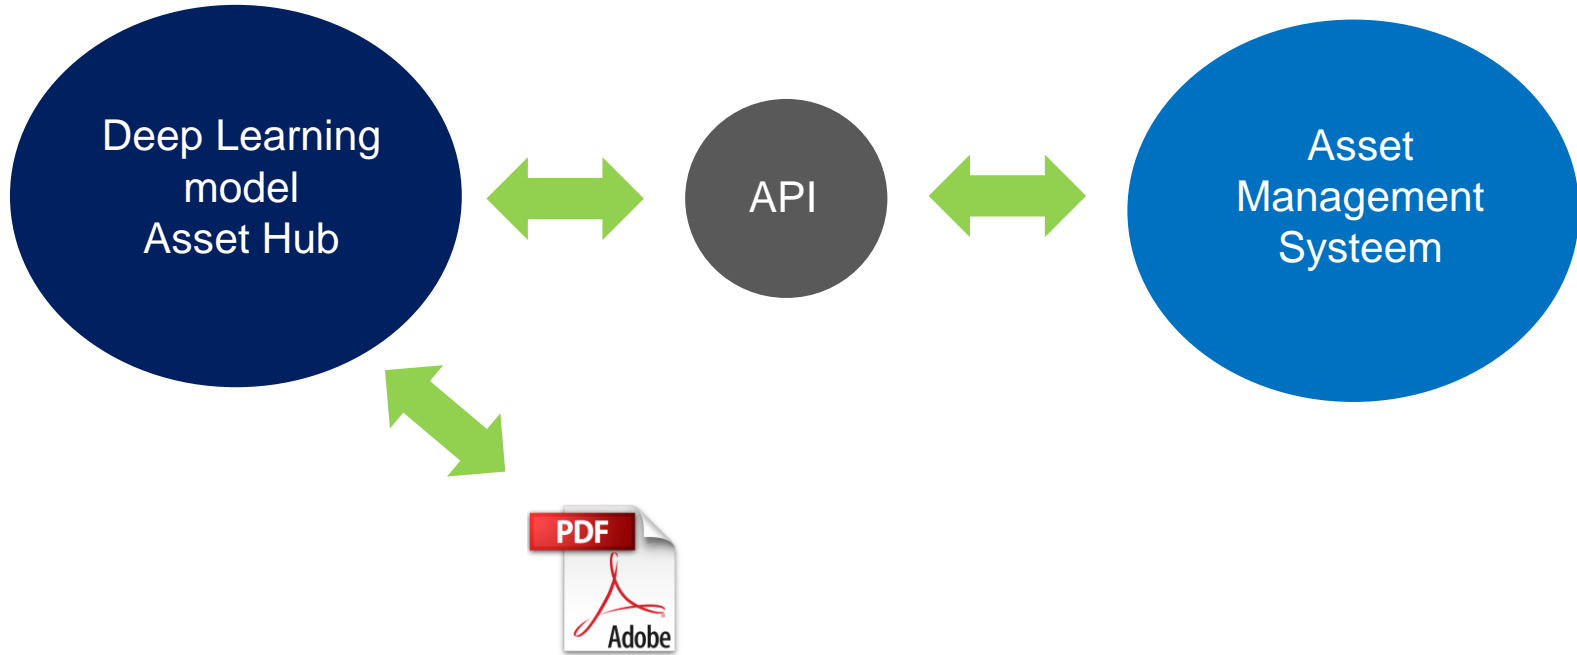 Deep Learning
model
Asset Hub
API
Asset
Management
Systeem
PDF
Adobe